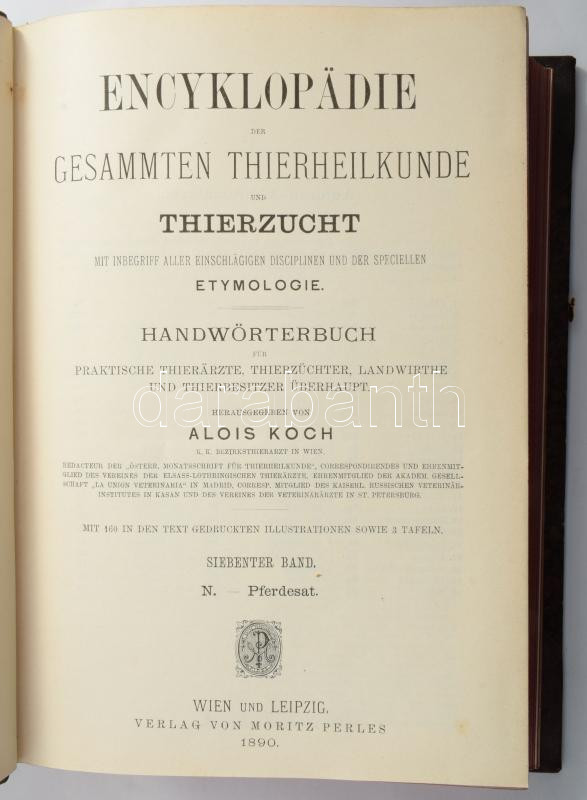 ENCYKLOPÄDIE
DER
GESAMMTEN THIERHEILKUNDE
UND
THIERZUCHT
MIT INBEGRIFF ALLER EINSCHLÄGIGEN DISCIPLINEN UND DER SPECIELLEN
ETYMOLOGIE.
HANDWÖRTERBUCH
FÜR
PRAKTISCHE THIERÄRZTE, THIERZÜCHTER, LANDWIRTHE
UND THIERBESITZER ÜBERHAUPT.
darabanth
HERAUSGEGEBEN VON
ALOIS KOCH
K. K. BEZIRKSTHIERARZT IN WIEN.
REDACTEUR DER „ÖSTERR. MONATSSCHRIFT FÜR THIERHEILKUNDE", CORRESPONDIRENDES UND EHRENMIT-
GLIED DES VEREINES DER ELSASS-LOTHRINGISCHEN THIERÄRZTE, EHRENMITGLIED DER AKADEM. GESELL-
SCHAFT „LA UNION VETERINARIA" IN MADRID, CORRESP. MITGLIED DES KAISERL. RUSSISCHEN VETERINÄR-
INSTITUTES IN KASAN UND DES VEREINES DER VETERINÄRÄRZTE IN ST. PETERSBURG.
MIT 160 IN DEN TEXT GEDRUCKTEN ILLUSTRATIONEN SOWIE 3 TAFELN.
SIEBENTER BAND.
N. — Pferdesat.
WIEN UND LEIPZIG.
VERLAG VON MORITZ PERLES
1890.